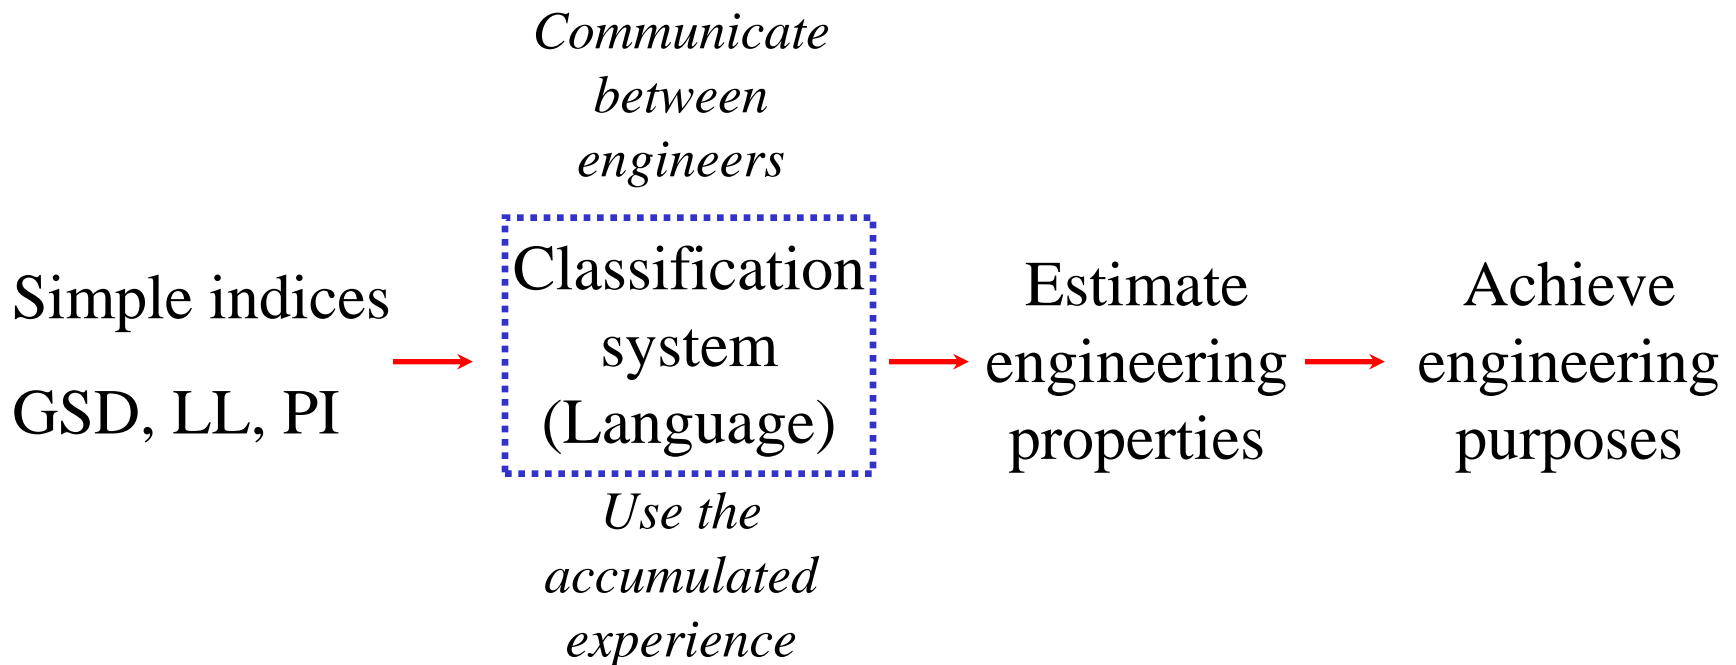 Communicate
between
engineers
Simple indices
GSD, LL, PI
Classification
system
(Language)
Use the
accumulated
experience
Estimate
engineering
properties
Achieve
engineering
purposes